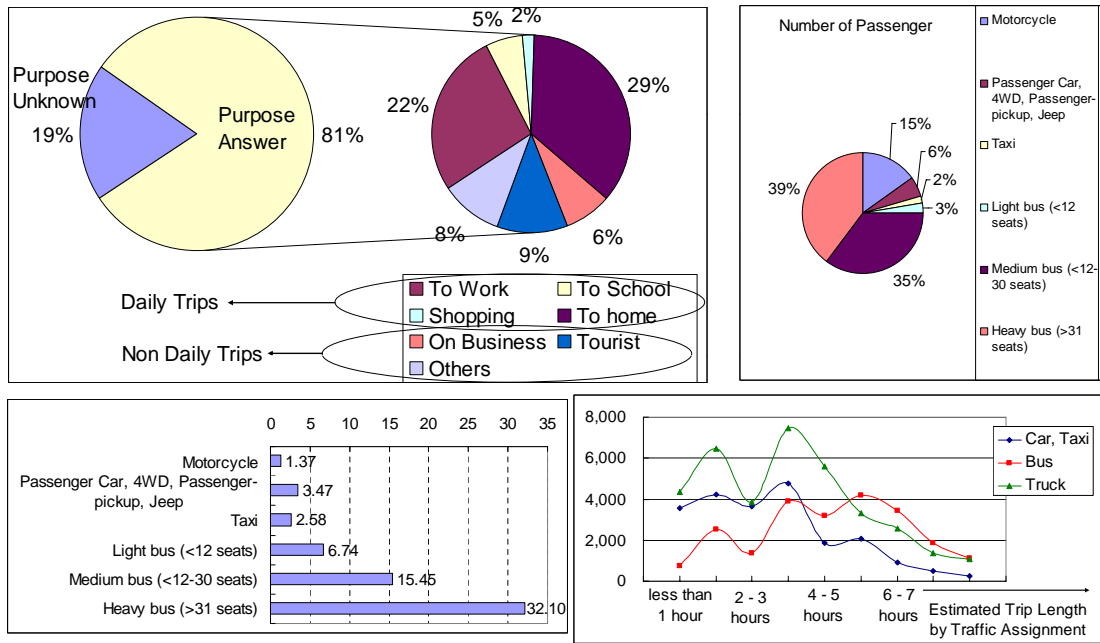 5%
2%
29%
22%
8%
9%
6%
Purpose
Unknown
19%
Purpose
Answer
81%
Daily Trips
Non Daily Trips
To Work
To School
Shopping
To home
On Business
Tourist
Others
Number of Passenger
15%
6%
2%
3%
39%
35%
Motorcycle
Passenger Car,
4WD, Passenger-
pickup, Jeep
Taxi
Light bus (<12
seats)
Medium bus (<12-
30 seats)
Heavy bus (>31
seats)
0 5 10 15 20 25 30 35
Motorcycle 1.37
Passenger Car, 4WD, Passenger-
pickup, Jeep 3.47
Taxi 2.58
Light bus (<12 seats) 6.74
Medium bus (<12-30 seats) 15.45
Heavy bus (>31 seats) 32.10
8,000
6,000
4,000
2,000
0
Car, Taxi
Bus
Truck
less than
1 hour
2 - 3
hours
4 - 5
hours
6 - 7
hours
Estimated Trip Length
by Traffic Assignment